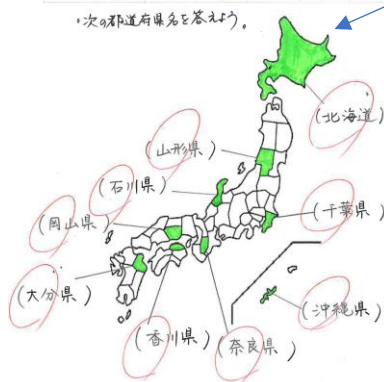 ・次の都道府県名を答えよう。
(北海道)
(山形県)
(石川県)
(岡山県)
(千葉県)
(大分県)
(沖縄県)
(香川県)
(奈良県)